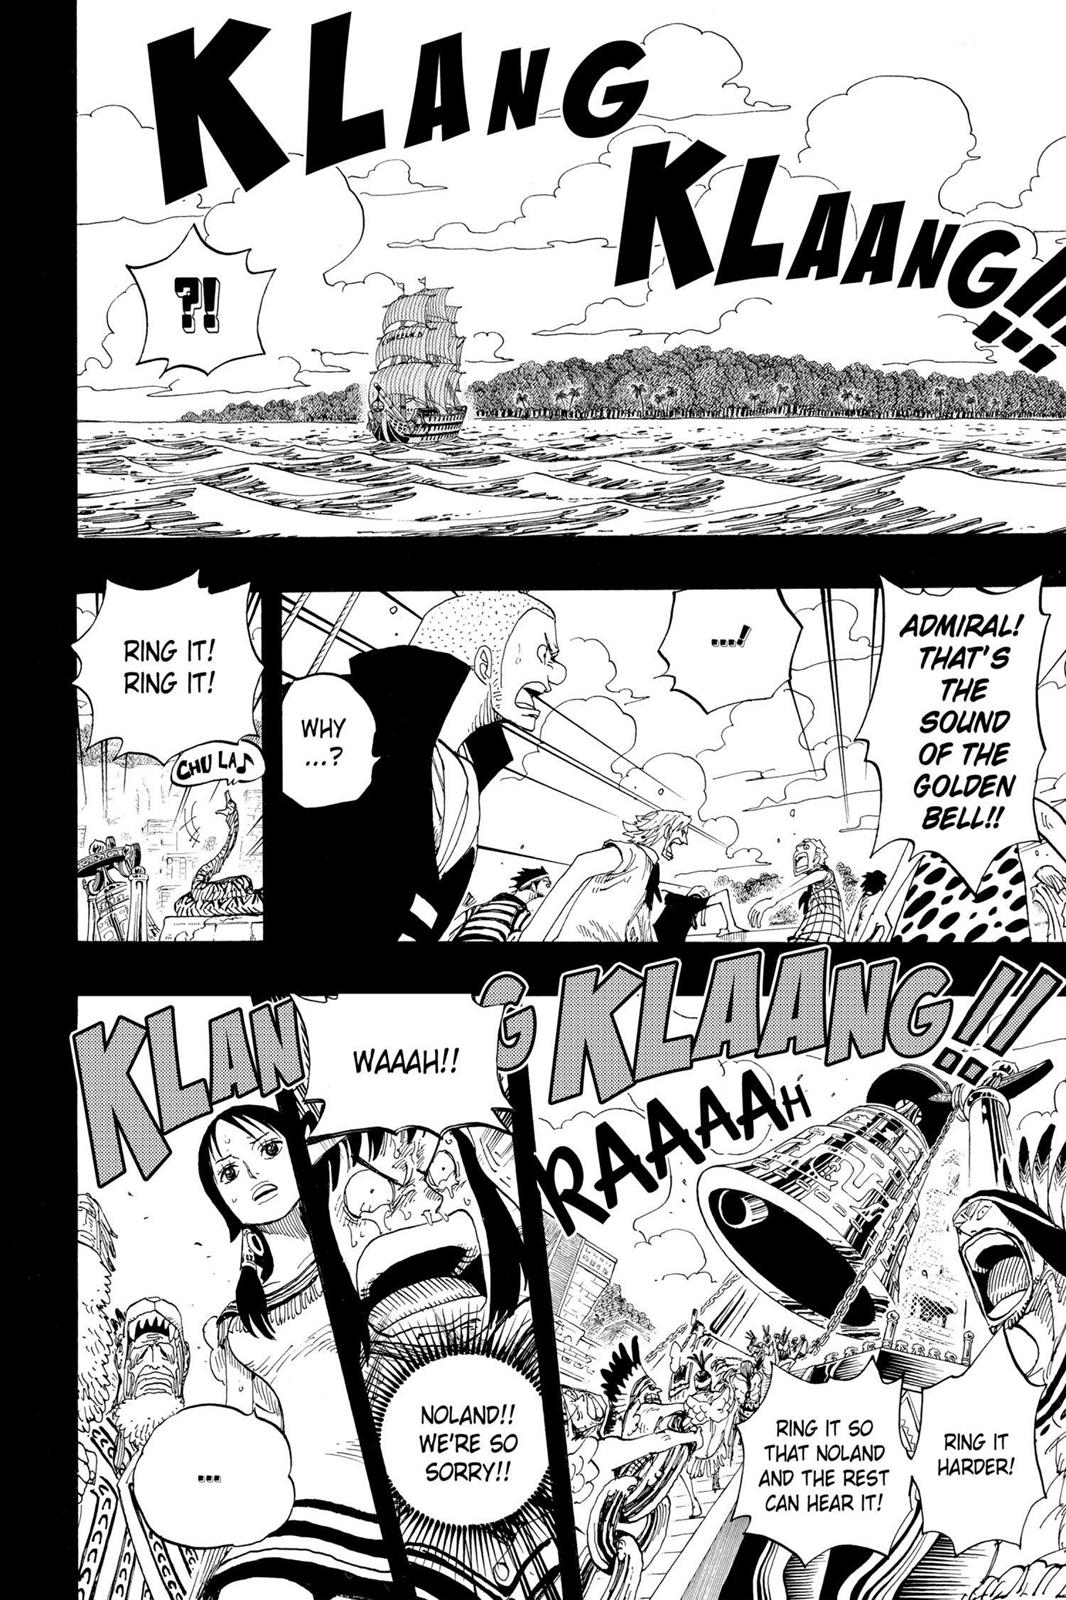 KLANG
KLAANG!!
?!
ADMIRAL!
THAT'S
THE
SOUND
OF THE
GOLDEN
BELL!!
...!
WHY
...?
RING IT!
RING IT!
CHU LA♪
KLAANG!!
RAAAAH
RING IT
HARDER!
RING IT SO
THAT NOLAND
AND THE REST
CAN HEAR IT!
KLANG
WAAAH!!
NOLAND!!
WE'RE SO
SORRY!!
...